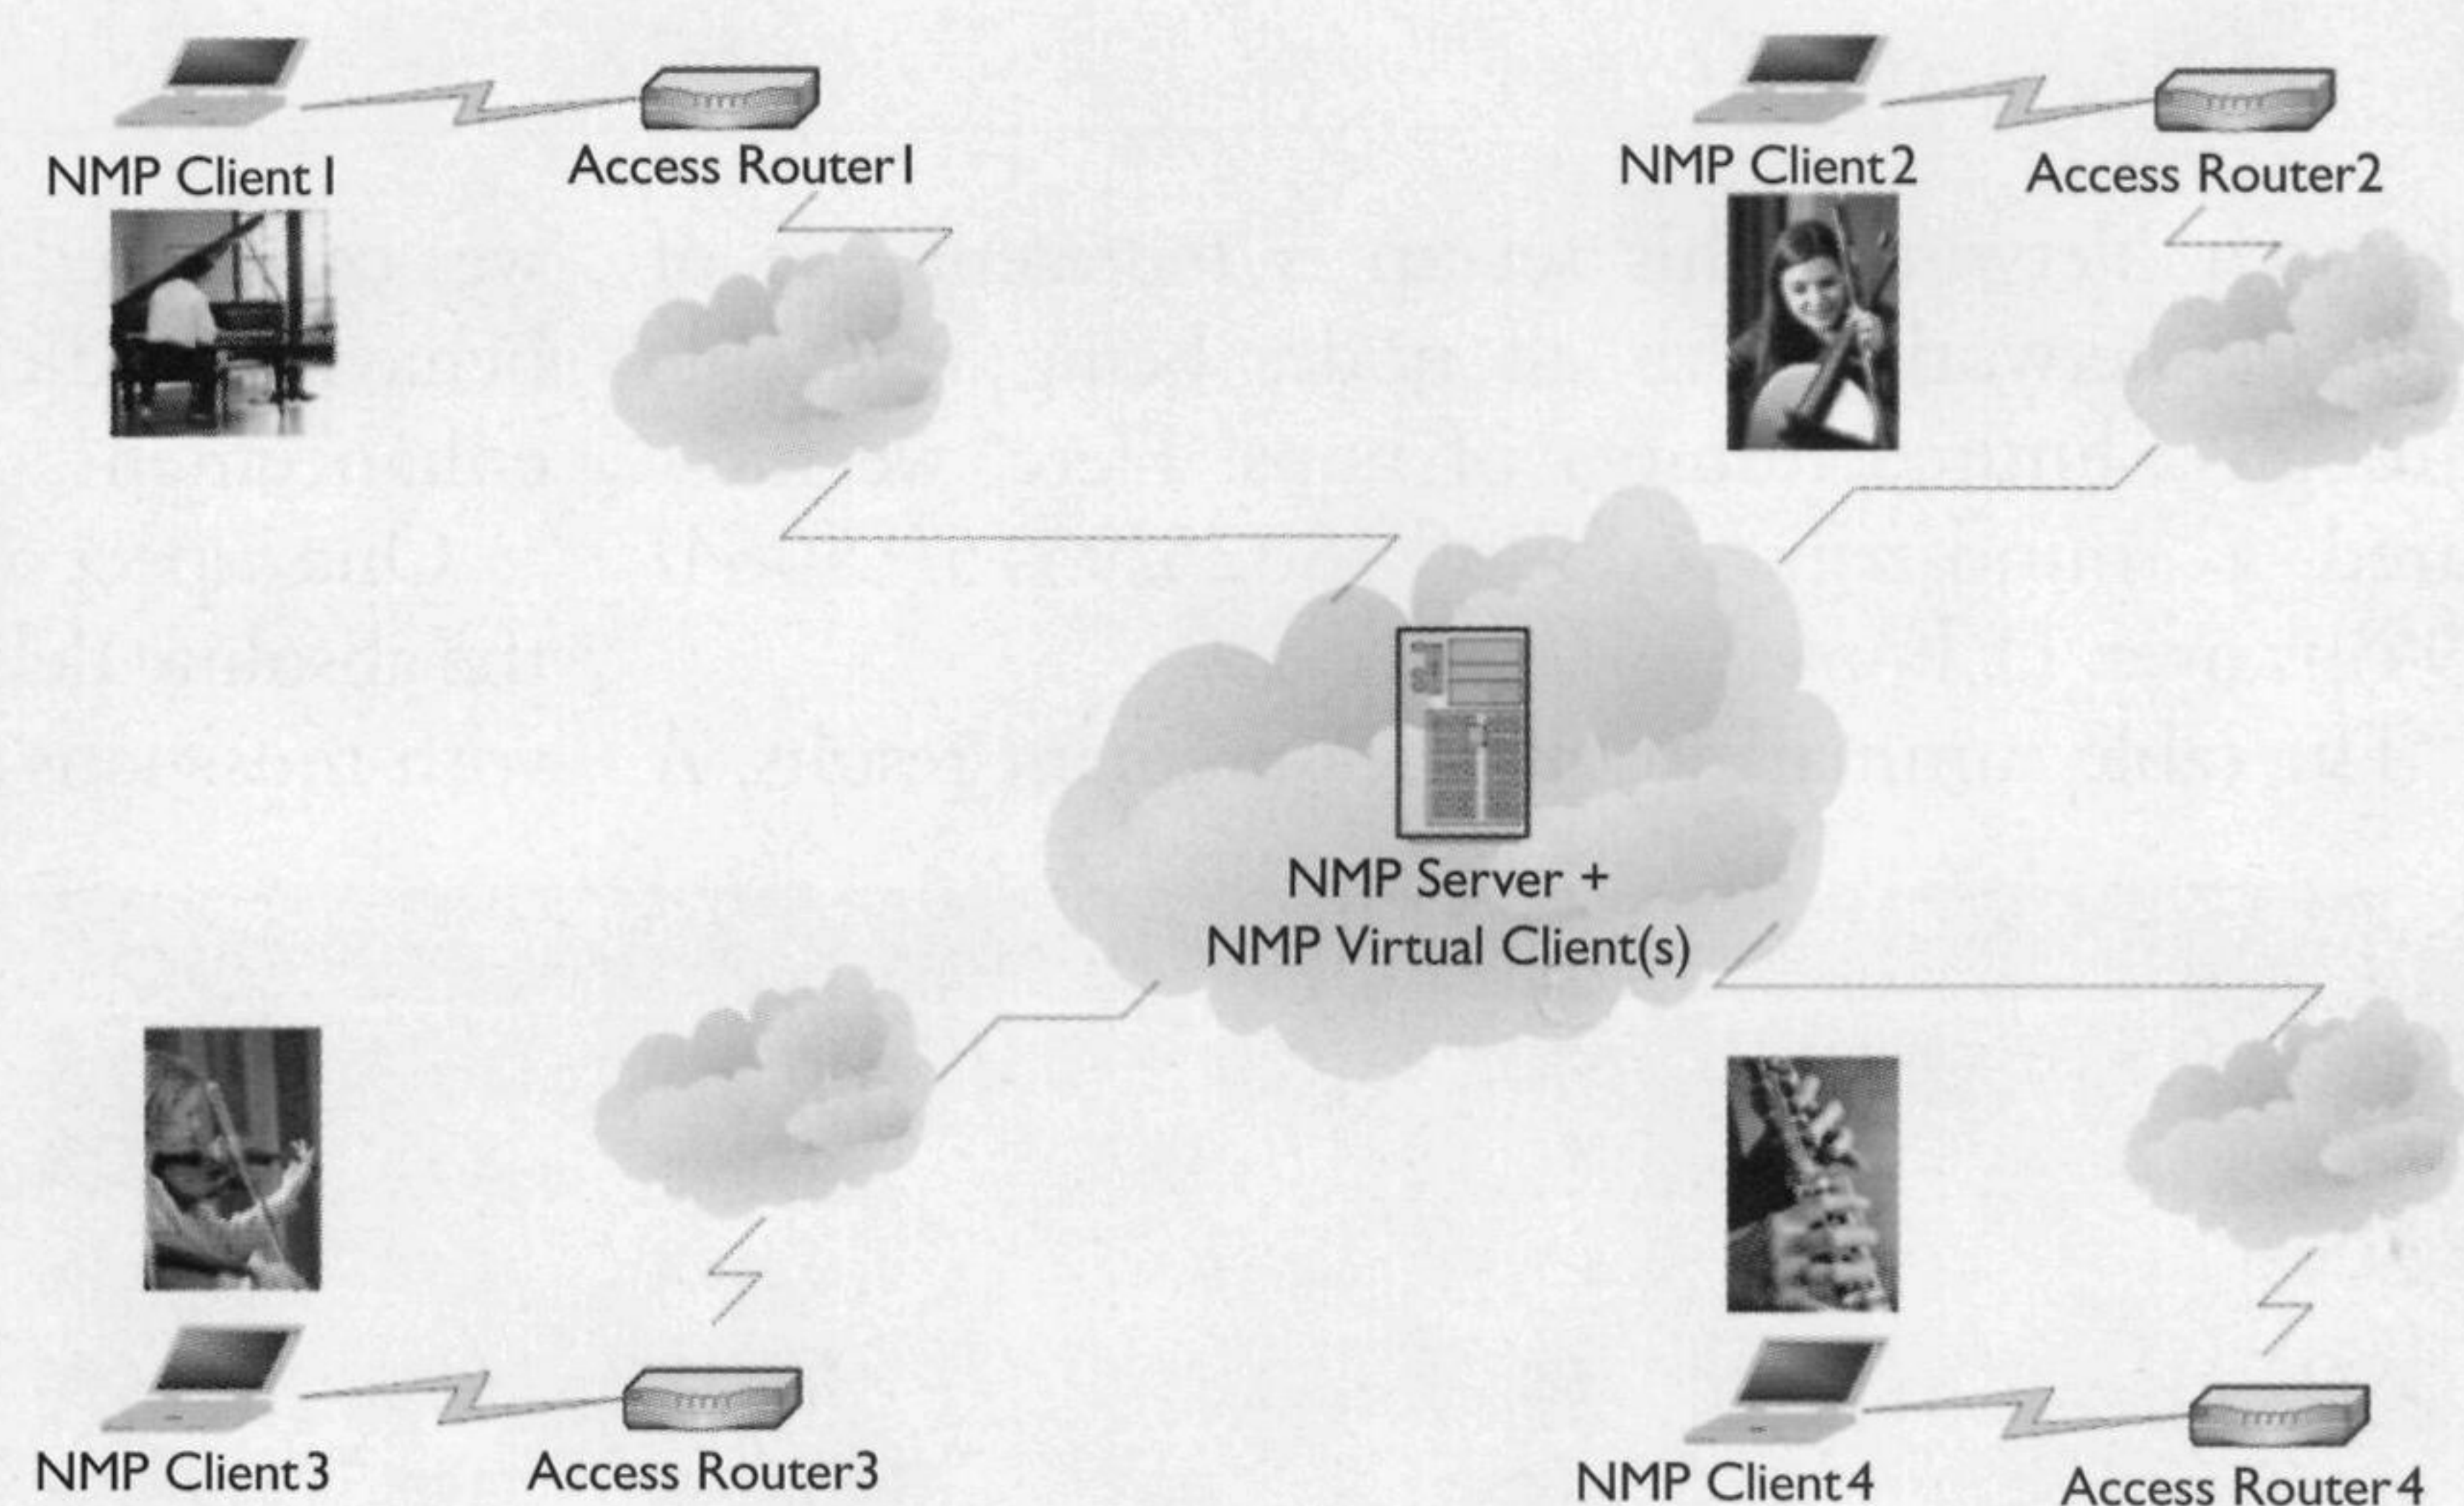 NMP Client1
Access Router1
NMP Client2
Access Router2
NMP Server +
NMP Virtual Client(s)
NMP Client3
Access Router3
NMP Client4
Access Router4